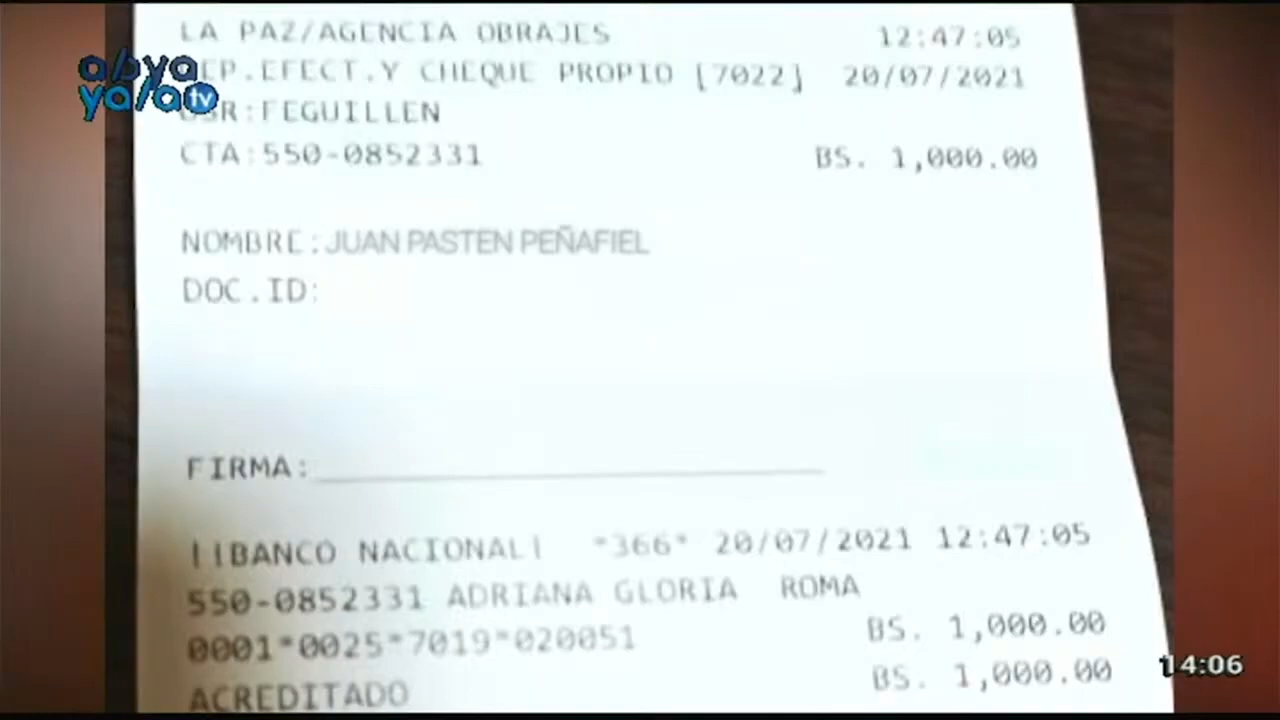 LA PAZ/AGENCIA OBRAJES 12:47:05
EP.EFECT.Y CHEQUE PROPIO [7022] 20/07/2021
USR:FEGUILLEN
CTA:550-0852331 BS. 1,000.00
NOMBRE:JUAN PASTEN PEÑAFIEL
DOC.ID:
FIRMA:
||BANCO NACIONAL| *366* 20/07/2021 12:47:05
550-0852331 ADRIANA GLORIA ROMA
0001*0025*7019*020051 BS. 1,000.00
ACREDITADO BS. 1,000.00
abya yala tv
14:06